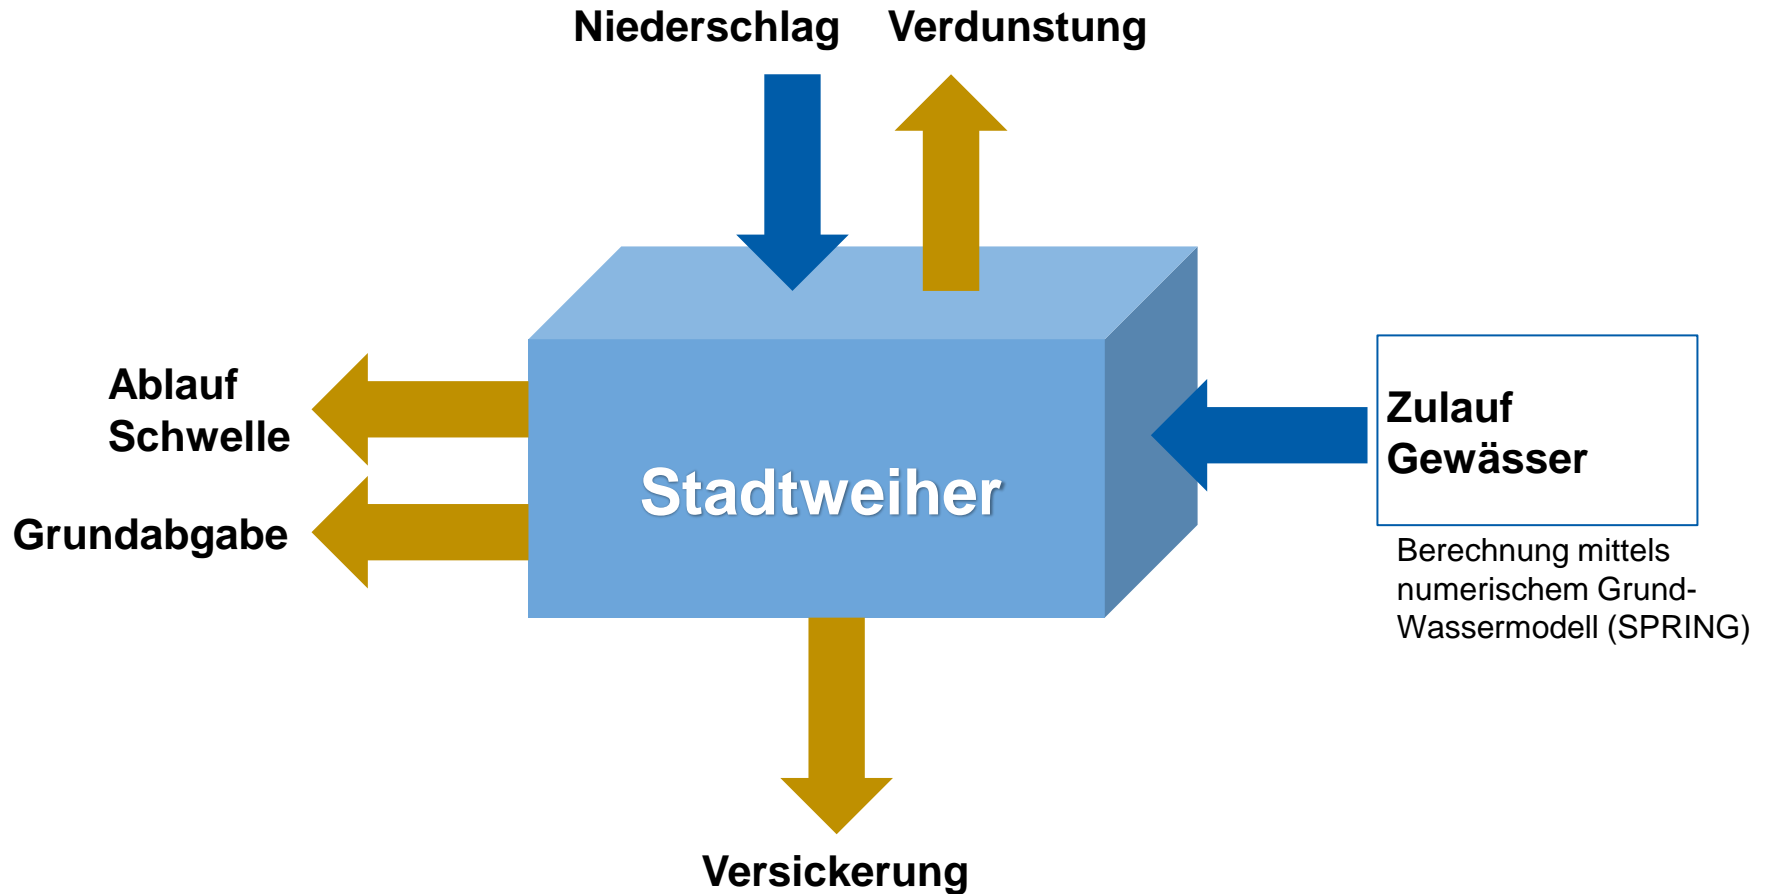 Niederschlag
Verdunstung
Ablauf
Schwelle
Grundabgabe
Stadtweiher
Zulauf
Gewässer
Berechnung mittels
numerischem Grund-
Wassermodell (SPRING)
Versickerung